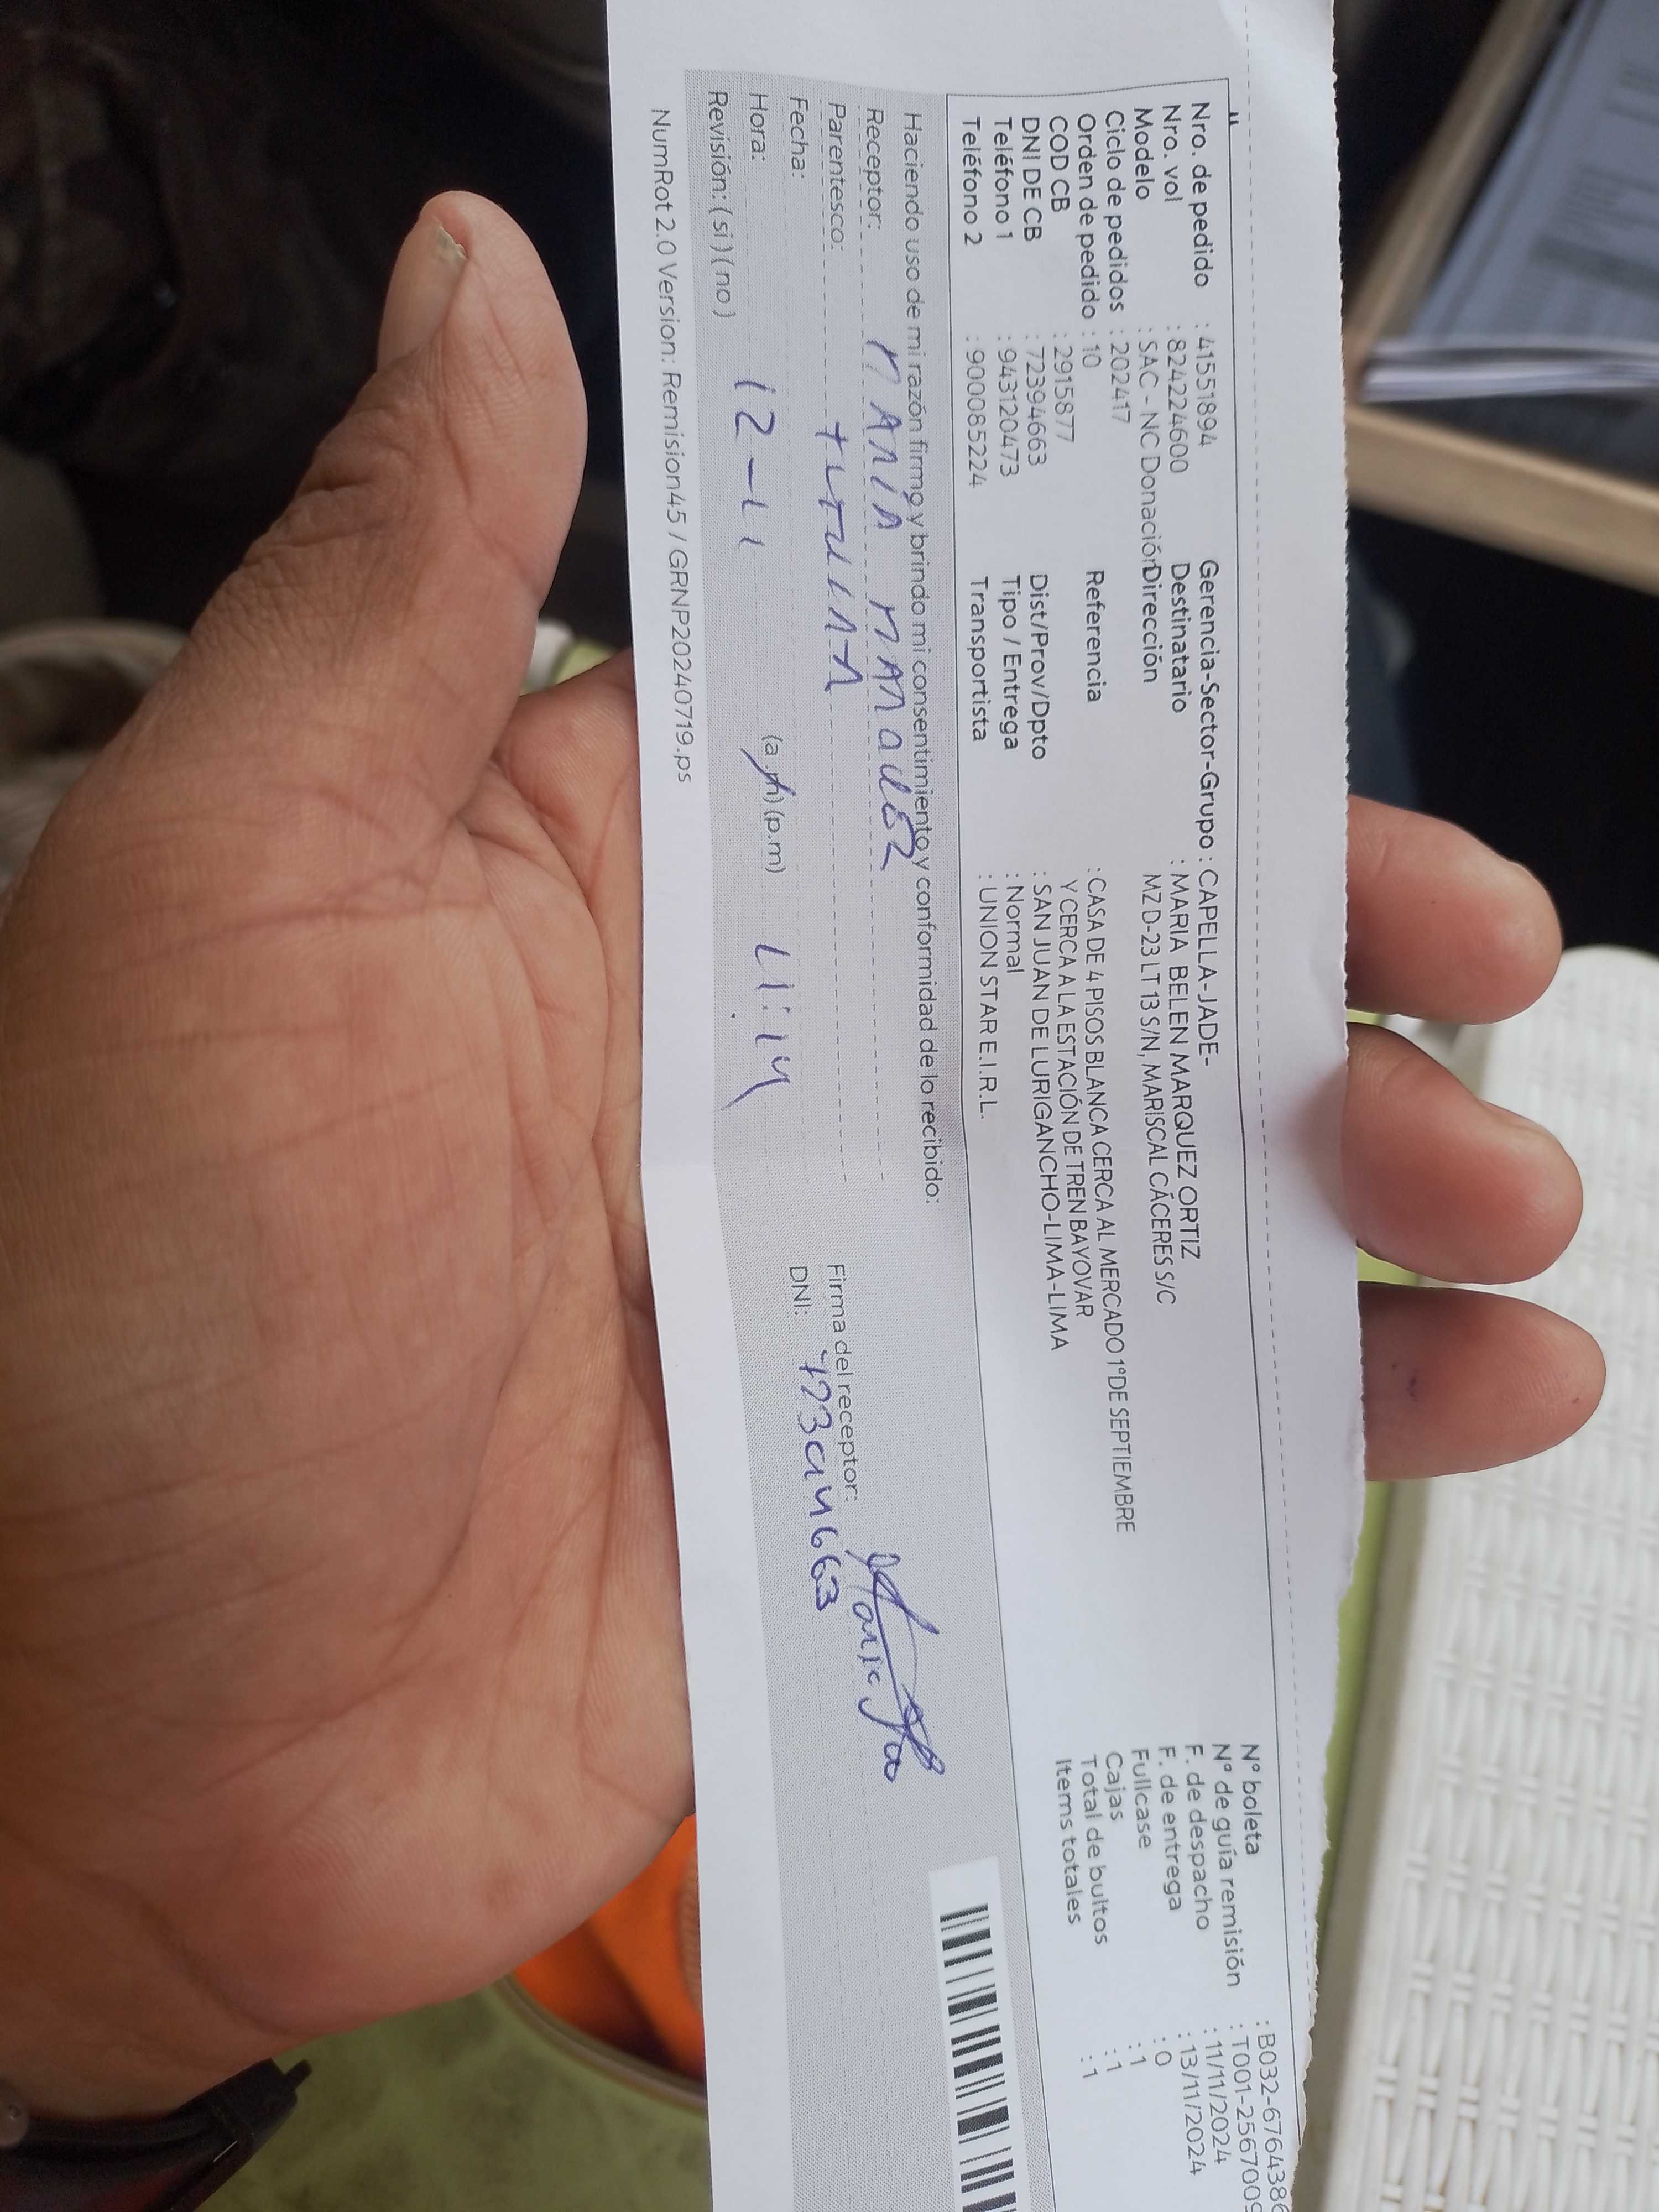 Nro. de pedido : 41551894 Gerencia-Sector-Grupo : CAPELLA-JADE- N° boleta : B032-6764386
Nro. vol : 824224600 Destinatario : MARIA BELEN MARQUEZ ORTIZ N° de guía remisión : T001-2567009
Modelo : SAC - NC Donación Dirección MZ D-23 LT 13 S/N, MARISCAL CÁCERES S/C F. de despacho : 11/11/2024
Ciclo de pedidos : 202417 F. de entrega : 13/11/2024
Orden de pedido : 10 Referencia : CASA DE 4 PISOS BLANCA CERCA AL MERCADO 1° DE SEPTIEMBRE Fullcase : 0
COD CB : 2915877 Y CERCA A LA ESTACIÓN DE TREN BAYOVAR Cajas : 1
DNI DE CB : 72394663 Dist/Prov/Dpto : SAN JUAN DE LURIGANCHO-LIMA-LIMA Total de bultos : 1
Teléfono 1 : 943120473 Tipo / Entrega : Normal Items totales : 1
Teléfono 2 : 900085224 Transportista : UNION STAR E.I.R.L.
Haciendo uso de mi razón firmo y brindo mi consentimiento y conformidad de lo recibido:
Receptor: MARIA MARQUEZ
Parentesco: TITULAR Firma del receptor:
Fecha: DNI: 72394663
Hora: 12-11 (a.m) (p.m) 11:14
Revisión: ( si ) ( no )
NumRot 2.0 Version: Remision45 / GRNP20240719.ps